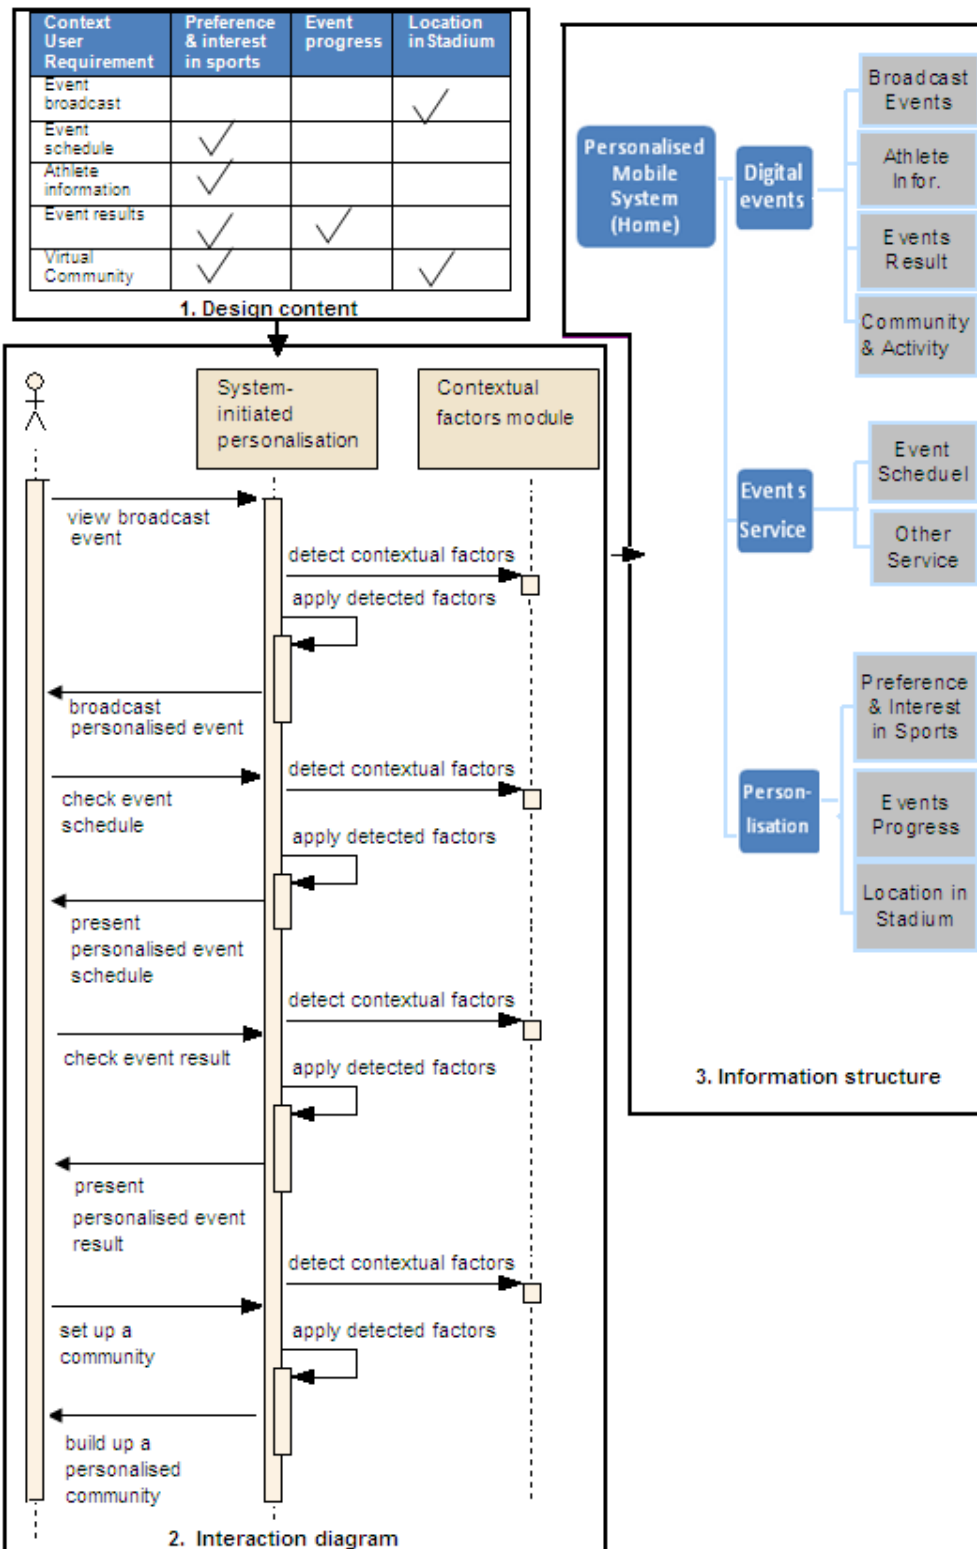 Context
User
Requirement
Preference
& interest
in sports
Event
progress
Location
in Stadium
Event
broadcast
Event
schedule
Athlete
information
Event results
Virtual
Community
1. Design content
System-
initiated
personalisation
Contextual
factors module
view broadcast
event
detect contextual factors
apply detected factors
broadcast
personalised event
detect contextual factors
check event
schedule
apply detected factors
present
personalised event
schedule
detect contextual factors
check event result
apply detected factors
present
personalised event
result
detect contextual factors
set up a
community
apply detected factors
build up a
personalised
community
2. Interaction diagram
Personalised
Mobile
System
(Home)
Digital
events
Broadcast
Events
Athlete
Infor.
Events
Result
Community
& Activity
Events
Service
Event
Scheduel
Other
Service
Person-
lisation
Preference
& Interest
in Sports
Events
Progress
Location in
Stadium
3. Information structure